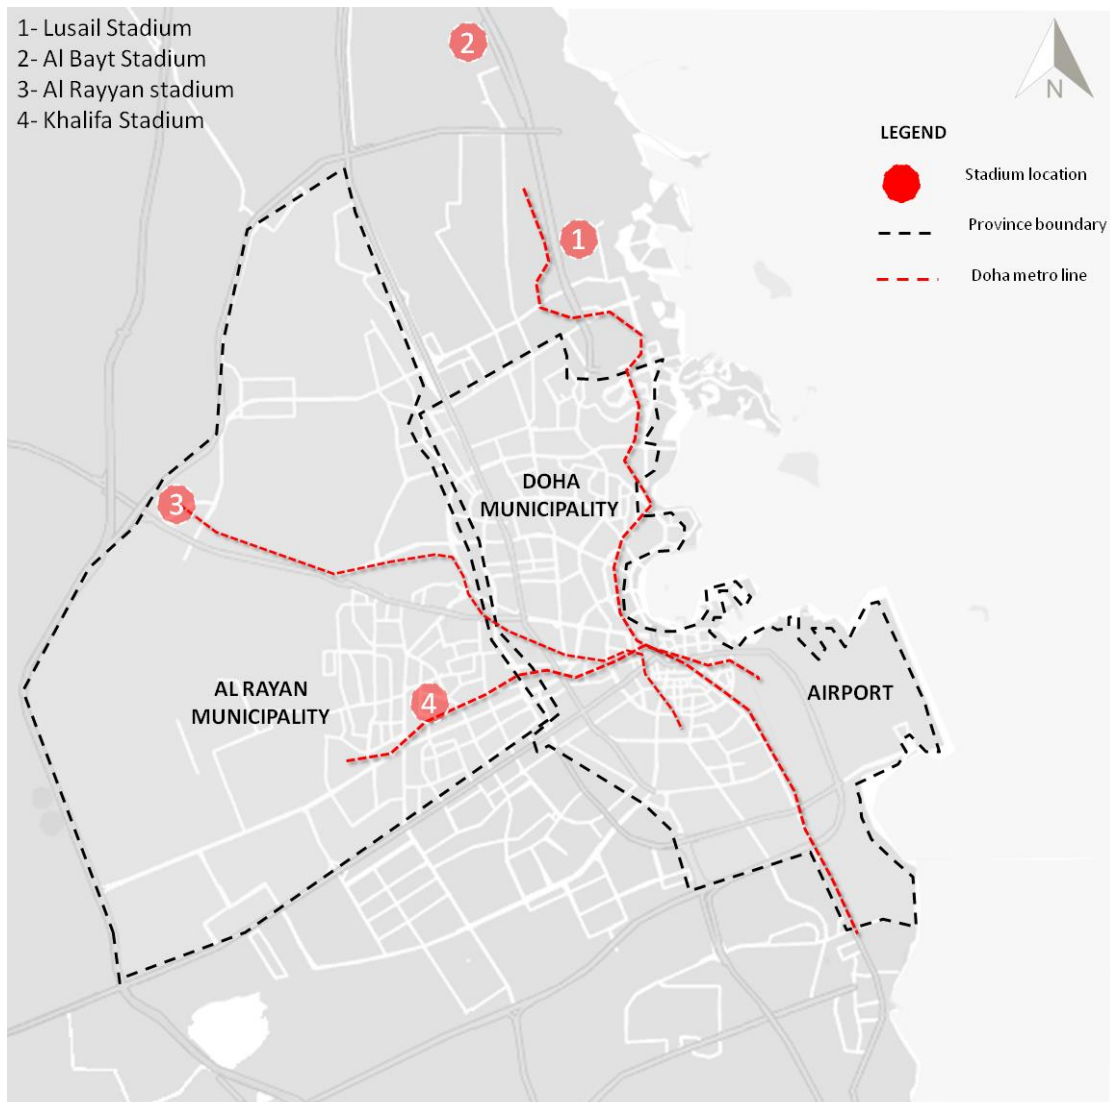 1- Lusail Stadium
2- Al Bayt Stadium
3- Al Rayyan stadium
4- Khalifa Stadium
2
N
LEGEND
Stadium location
Province boundary
Doha metro line
1
3
DOHA
MUNICIPALITY
4
AL RAYAN
MUNICIPALITY
AIRPORT